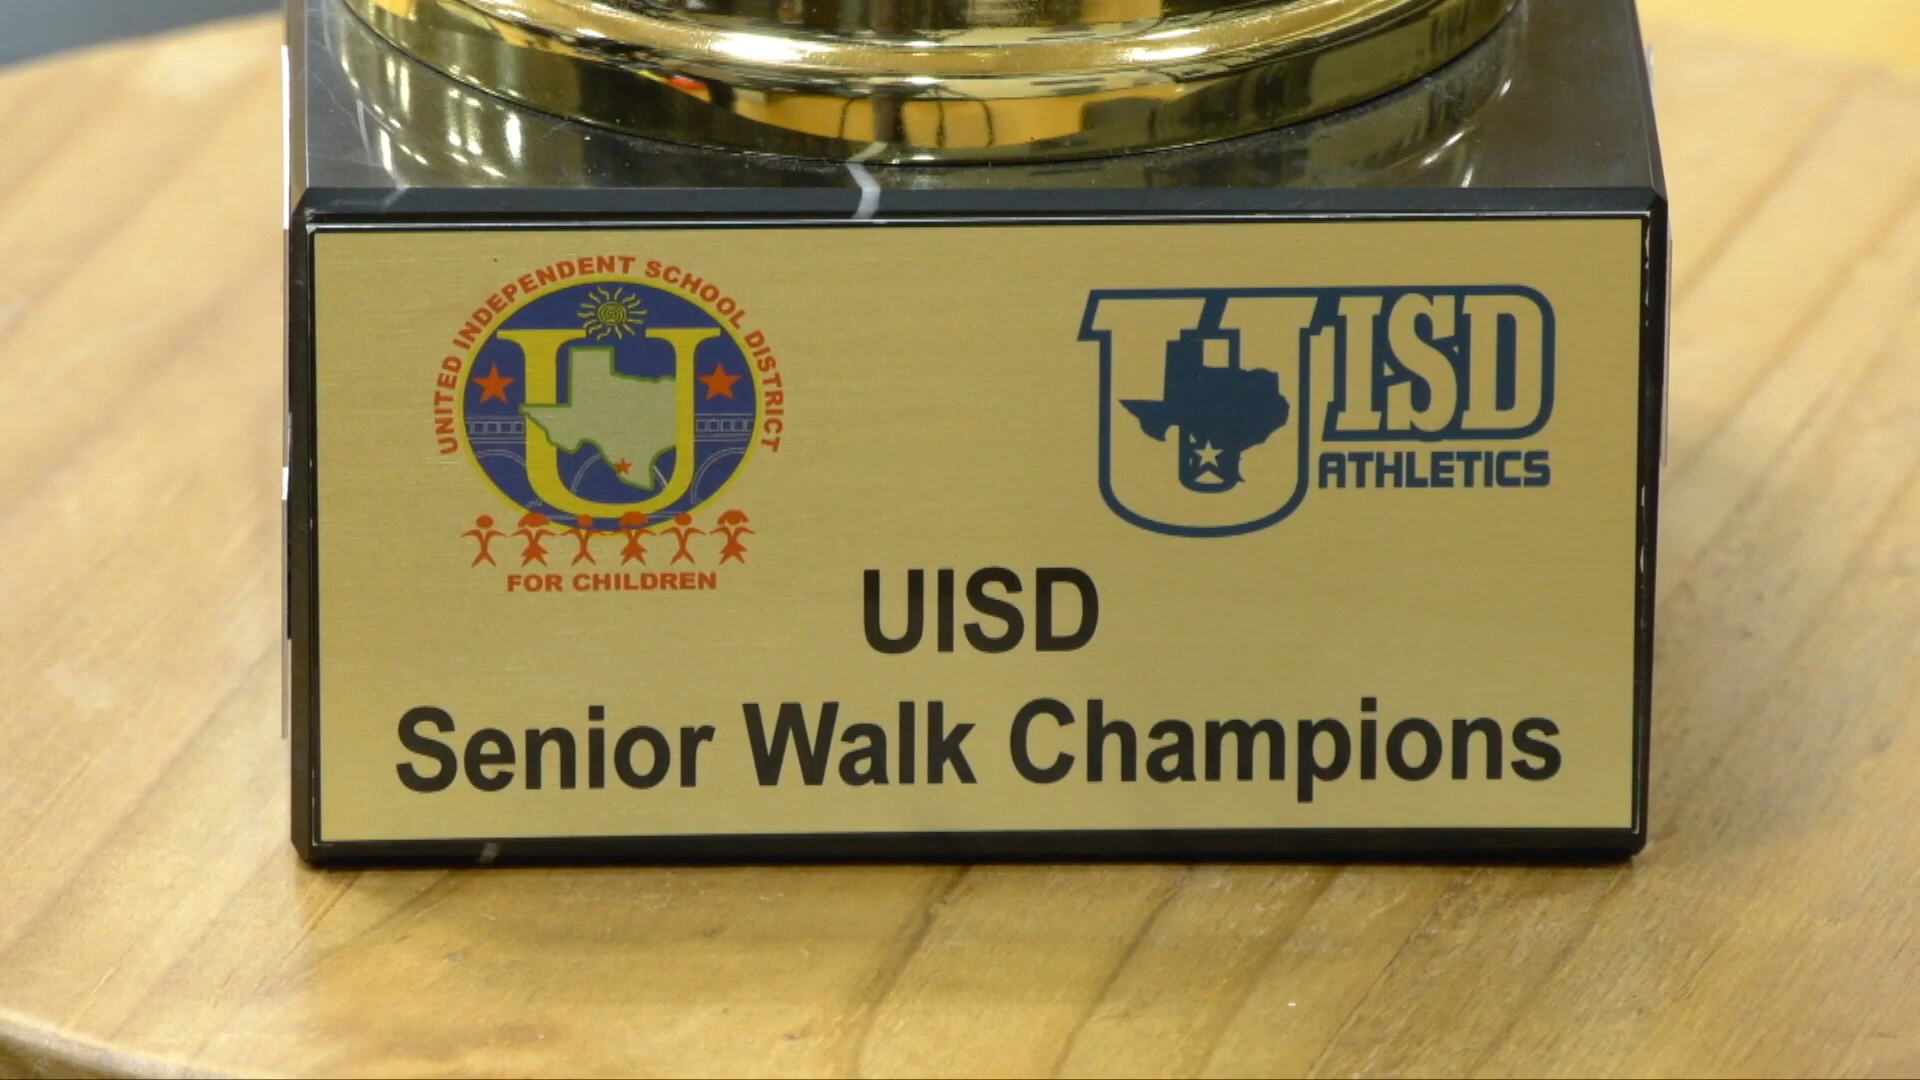 UNITED INDEPENDENT SCHOOL DISTRICT
FOR CHILDREN
U
UISD
ATHLETICS
UISD
Senior Walk Champions